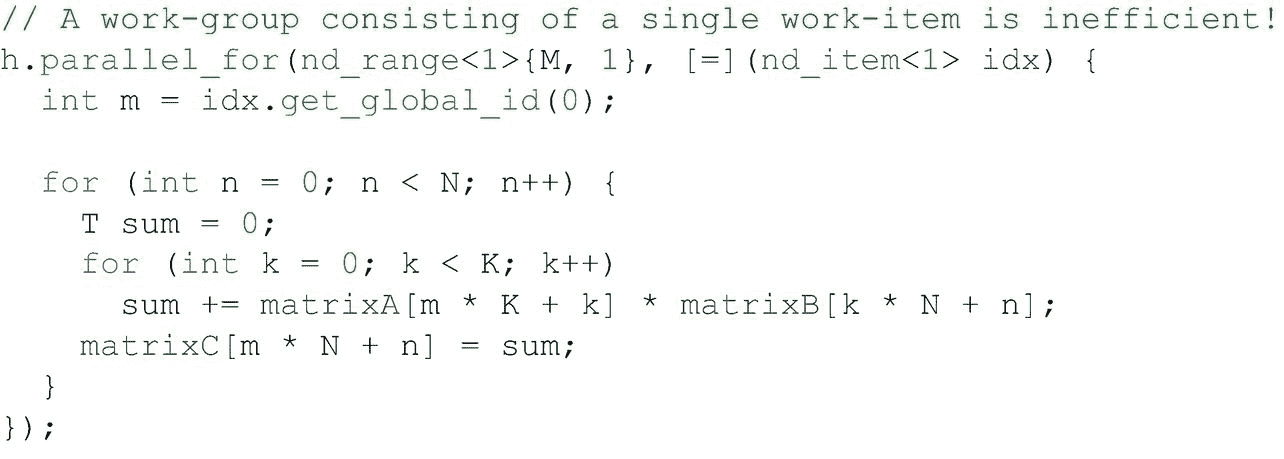 // A work-group consisting of a single work-item is inefficient!
h.parallel_for(nd_range<1>{M, 1}, [=](nd_item<1> idx) {
  int m = idx.get_global_id(0);

  for (int n = 0; n < N; n++) {
    T sum = 0;
    for (int k = 0; k < K; k++)
      sum += matrixA[m * K + k] * matrixB[k * N + n];
    matrixC[m * N + n] = sum;
  }
});